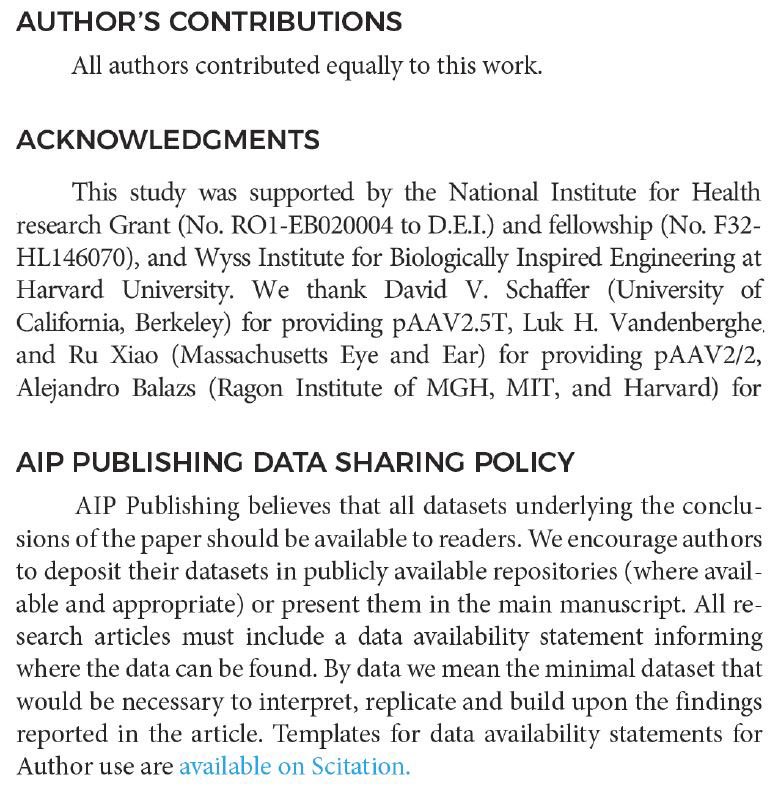 AUTHOR’S CONTRIBUTIONS
All authors contributed equally to this work.
ACKNOWLEDGMENTS
This study was supported by the National Institute for Health
research Grant (No. RO1-EB020004 to D.E.I.) and fellowship (No. F32-
HL146070), and Wyss Institute for Biologically Inspired Engineering at
Harvard University. We thank David V. Schaffer (University of
California, Berkeley) for providing pAAV2.5T, Luk H. Vandenberghe
and Ru Xiao (Massachusetts Eye and Ear) for providing pAAV2/2,
Alejandro Balazs (Ragon Institute of MGH, MIT, and Harvard) for
AIP PUBLISHING DATA SHARING POLICY
AIP Publishing believes that all datasets underlying the conclu-
sions of the paper should be available to readers. We encourage authors
to deposit their datasets in publicly available repositories (where avail-
able and appropriate) or present them in the main manuscript. All re-
search articles must include a data availability statement informing
where the data can be found. By data we mean the minimal dataset that
would be necessary to interpret, replicate and build upon the findings
reported in the article. Templates for data availability statements for
Author use are available on Scitation.